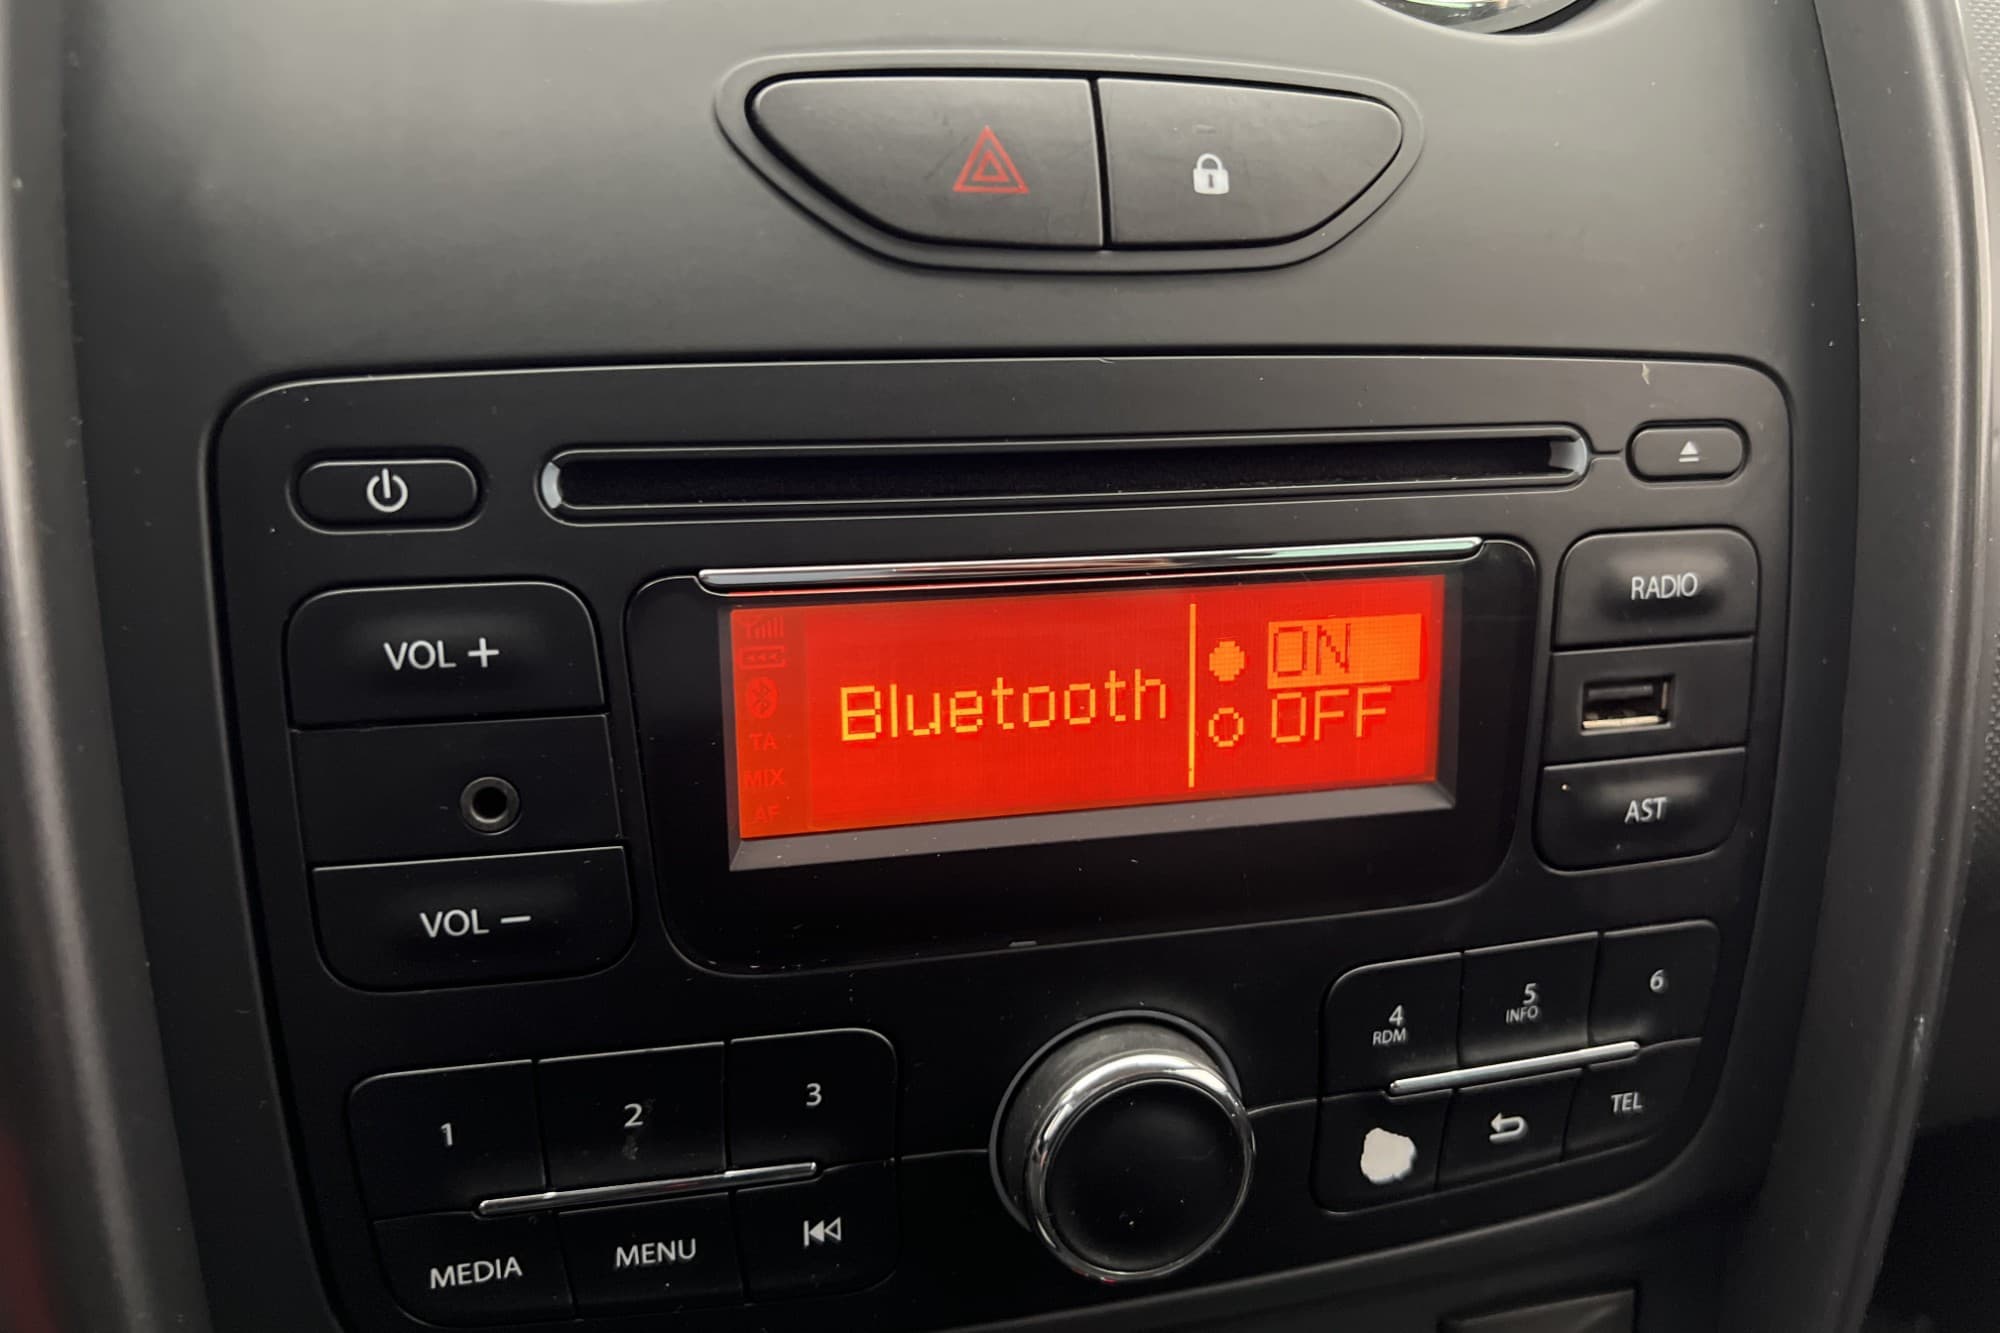 VOL +
VOL –
Bluetooth
ON
OFF
TA
MIX
AF
RADIO
AST
1
2
3
MEDIA
MENU
4
RDM
5
INFO
6
TEL